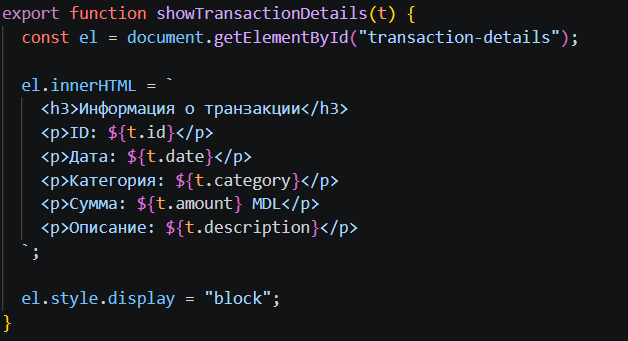 export function showTransactionDetails(t) {
const el = document.getElementById("transaction-details");
el.innerHTML = `
<h3>Информация о транзакции</h3>
<p>ID: ${t.id}</p>
<p>Дата: ${t.date}</p>
<p>Категория: ${t.category}</p>
<p>Сумма: ${t.amount} MDL</p>
<p>Описание: ${t.description}</p>
`;
el.style.display = "block";
}